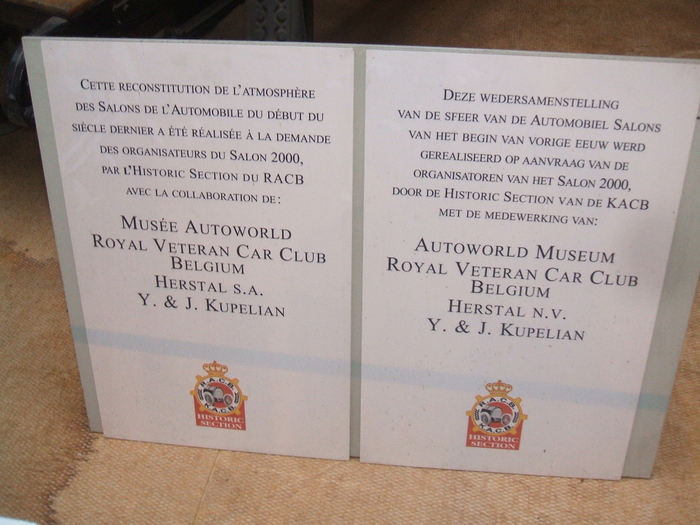 Cette reconstitution de l'atmosphère
des Salons de l'Automobile du début du
siècle dernier a été réalisée à la demande
des organisateurs du Salon 2000,
par l'Historic Section du RACB
avec la collaboration de:
Musée Autoworld
Royal Veteran Car Club
Belgium
Herstal s.a.
Y. & J. Kupelian
R.A.C.B.
K.A.C.B.
HISTORIC
SECTION
Deze wedersamenstelling
van de sfeer van de Automobiel Salons
van het begin van vorige eeuw werd
gerealiseerd op aanvraag van de
organisatoren van het Salon 2000,
door de Historic Section van de KACB
met de medewerking van:
Autoworld Museum
Royal Veteran Car Club
Belgium
Herstal n.v.
Y. & J. Kupelian
R.A.C.B.
K.A.C.B.
HISTORIC
SECTION